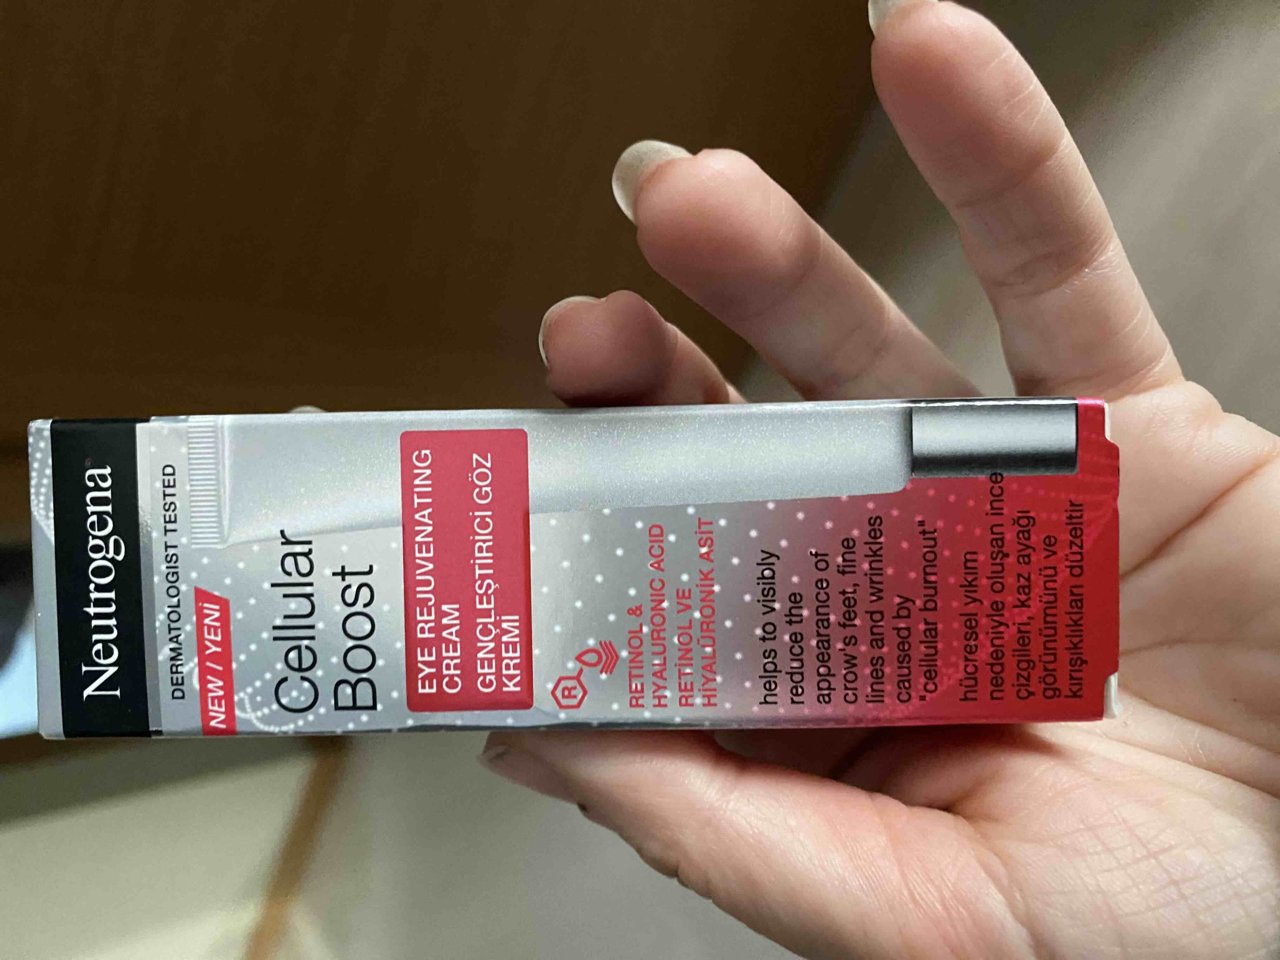 Neutrogena
DERMATOLOGIST TESTED
NEW / YENİ
Cellular
Boost
EYE REJUVENATING
CREAM
GENÇLEŞTİRİCİ GÖZ
KREMİ
R
RETINOL &
HYALURONIC ACID
RETİNOL VE
HİYALÜRONİK ASİT
helps to visibly
reduce the
appearance of
crow's feet, fine
lines and wrinkles
caused by
"cellular burnout"
hücresel yıkım
nedeniyle oluşan ince
çizgileri, kaz ayağı
görünümünü ve
kırışıklıkları düzeltir